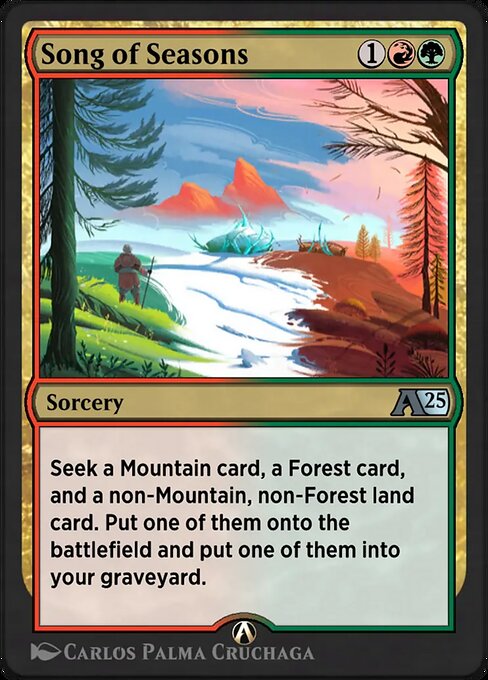 Song of Seasons 1
Sorcery A25
Seek a Mountain card, a Forest card,
and a non-Mountain, non-Forest land
card. Put one of them onto the
battlefield and put one of them into
your graveyard.
Carlos Palma Cruchaga